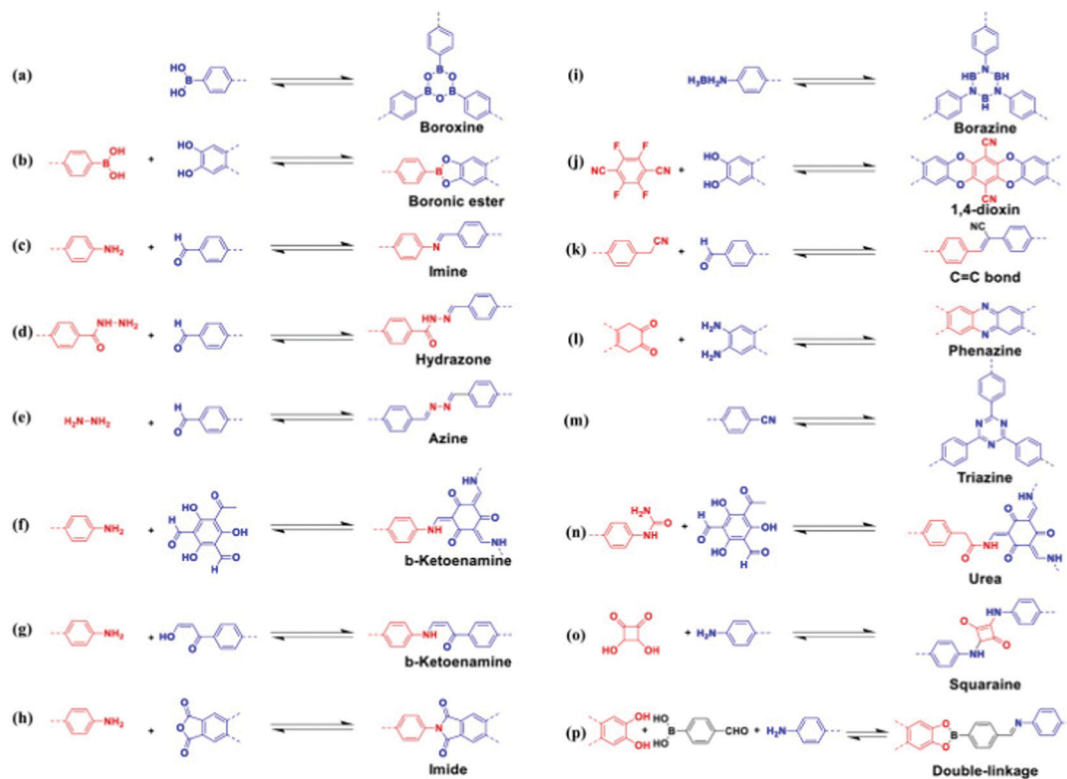 (a)
HO
B
HO
B
O O
B B
O
Boroxine
(b)
OH
B
OH
+
HO
HO
O
B
O
Boronic ester
(c)
NH₂
+
H
O
N
Imine
(d)
NH-NH₂
O
+
H
O
HN-N
O
Hydrazone
(e)
H₂N-NH₂
+
H
O
N-N
Azine
(f)
NH₂
+
O
HO
O
OH
H
OH
O
H
HN
O
O
NH
O
NH
b-Ketoenamine
(g)
NH₂
+
HO
O
NH
O
b-Ketoenamine
(h)
NH₂
+
O
O
O
O
N
O
Imide
(i)
H₃BH₂N
N
HB BH
N N
B
H
Borazine
(j)
F F
NC CN
F F
+
HO
HO
CN
O O
O O
CN
1,4-dioxin
(k)
CN
+
H
O
NC
C=C bond
(l)
O
O
+
H₂N
H₂N
N
N
Phenazine
(m)
CN
N N
N
Triazine
(n)
H₂N
O
N
H
+
O
HO
O
OH
H
OH
O
H
HN
O
O
NH
O
O
NH
Urea
(o)
O O
HO OH
+
H₂N
HN
O
O
NH
Squaraine
(p)
OH
OH
+
HO
B
HO
CHO
+
H₂N
O
B
O
N
Double-linkage